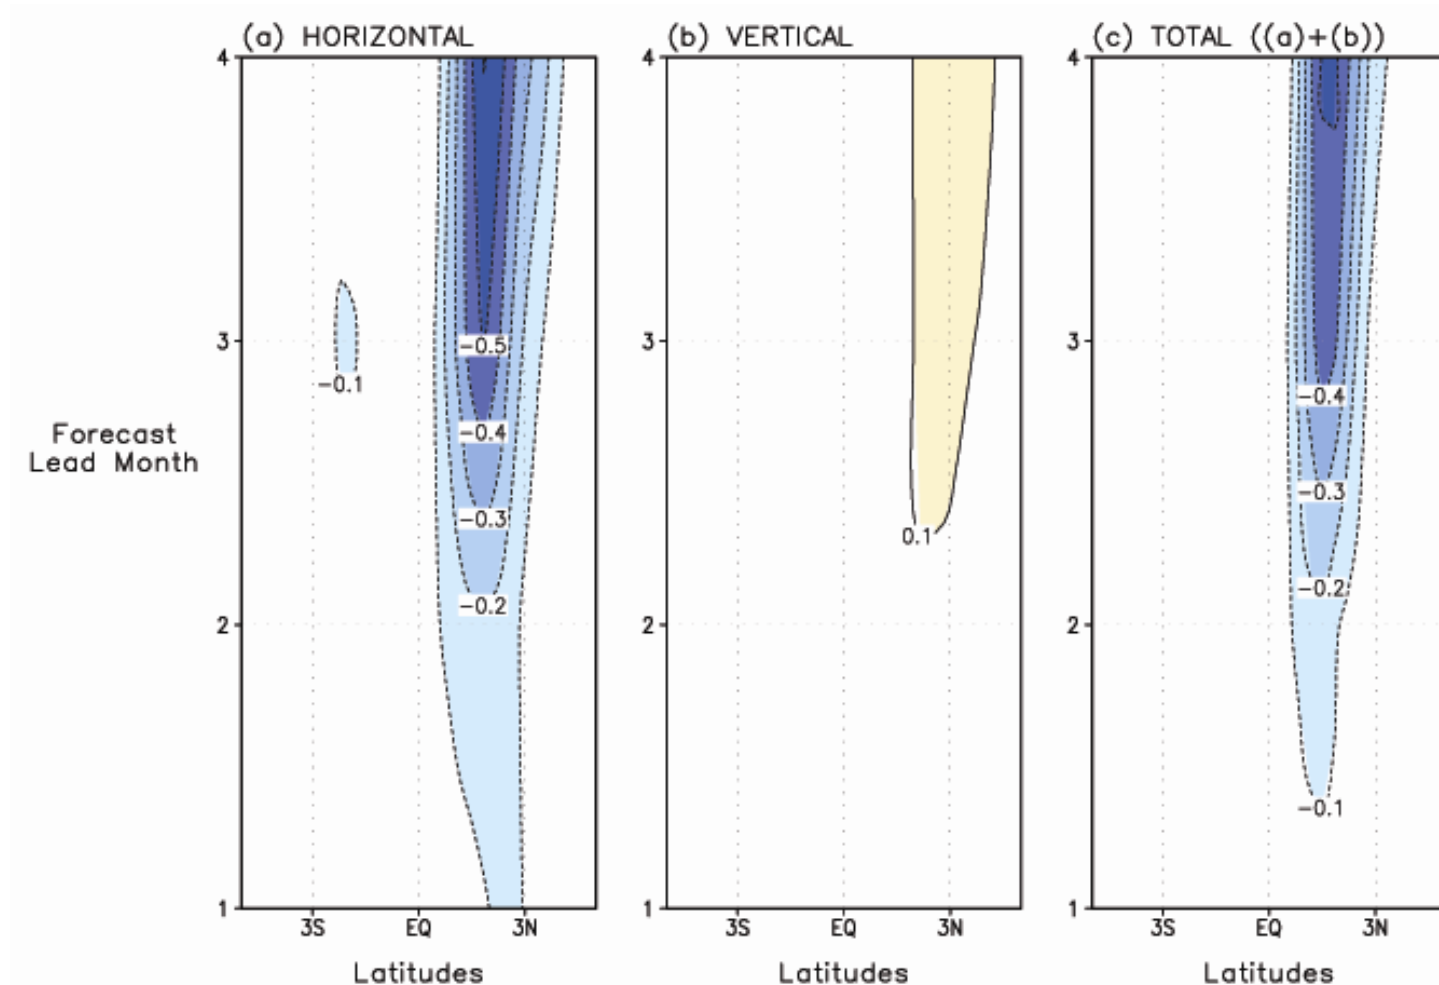 (a) HORIZONTAL
(b) VERTICAL
(c) TOTAL ((a)+(b))
4
4
4
3
-0.5
-0.1
3
3
-0.4
-0.4
Forecast
Lead Month
-0.3
0.1
-0.3
-0.2
-0.2
2
2
2
-0.1
1
1
1
3S EQ 3N
3S EQ 3N
3S EQ 3N
Latitudes
Latitudes
Latitudes